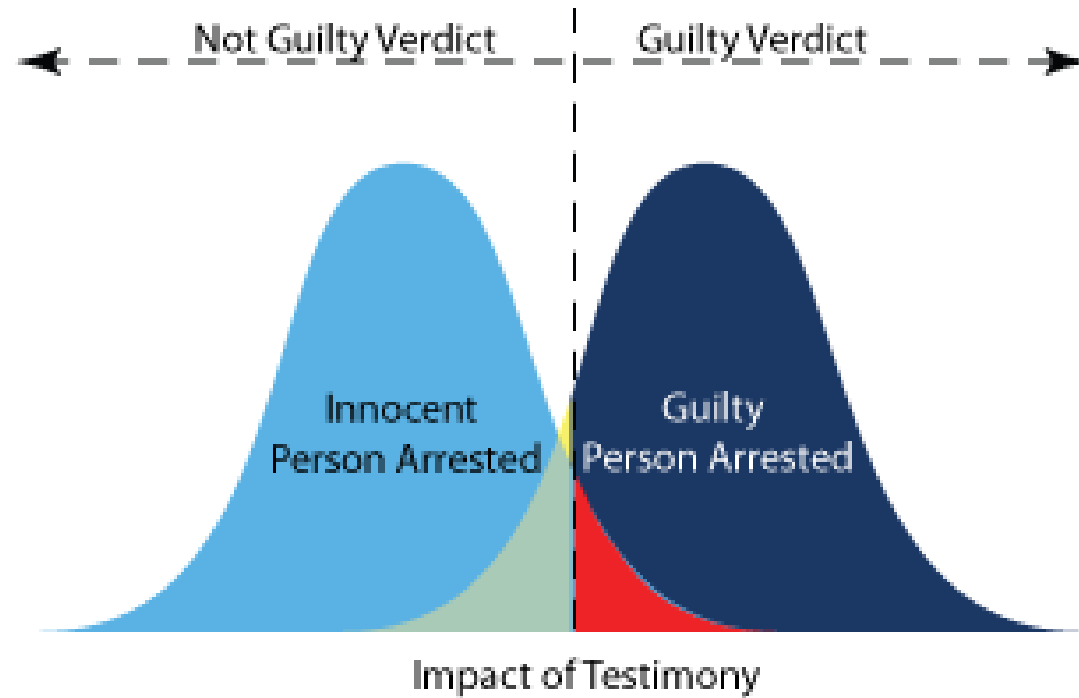 Not Guilty Verdict
Guilty Verdict
Innocent
Person Arrested
Guilty
Person Arrested
Impact of Testimony